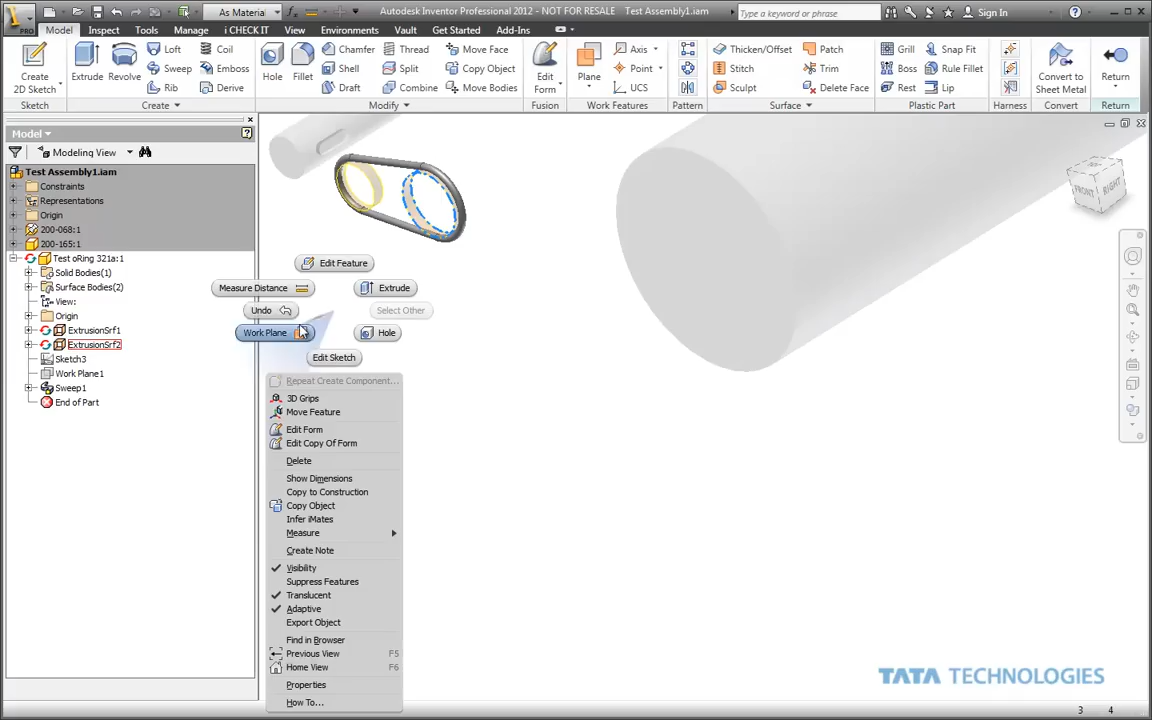 Autodesk Inventor Professional 2012 - NOT FOR RESALE Test Assembly1.iam
PRO
As Material
Type a keyword or phrase
Sign In
Model Inspect Tools Manage i CHECK IT View Environments Vault Get Started Add-Ins
Create 2D Sketch
Extrude
Revolve
Loft
Sweep
Rib
Coil
Emboss
Derive
Hole
Fillet
Chamfer
Shell
Draft
Thread
Split
Combine
Move Face
Copy Object
Move Bodies
Edit Form
Plane
Axis
Point
UCS
Thicken/Offset
Stitch
Sculpt
Patch
Trim
Delete Face
Grill
Boss
Rest
Snap Fit
Rule Fillet
Lip
Convert to Sheet Metal
Return
Sketch
Create
Modify
Fusion
Work Features
Pattern
Surface
Plastic Part
Harness
Convert
Return
Model
Modeling View
Test Assembly1.iam
Constraints
Representations
Origin
200-068:1
200-165:1
Test oRing 321a:1
Solid Bodies(1)
Surface Bodies(2)
View:
Origin
ExtrusionSrf1
ExtrusionSrf2
Sketch3
Work Plane1
Sweep1
End of Part
FRONT RIGHT
Edit Feature
Measure Distance
Extrude
Undo
Select Other
Work Plane
Hole
Edit Sketch
Repeat Create Component...
3D Grips
Move Feature
Edit Form
Edit Copy Of Form
Delete
Show Dimensions
Copy to Construction
Copy Object
Infer iMates
Measure
Create Note
Visibility
Suppress Features
Translucent
Adaptive
Export Object
Find in Browser
Previous View F5
Home View F6
Properties
How To...
TATA TECHNOLOGIES
3 4